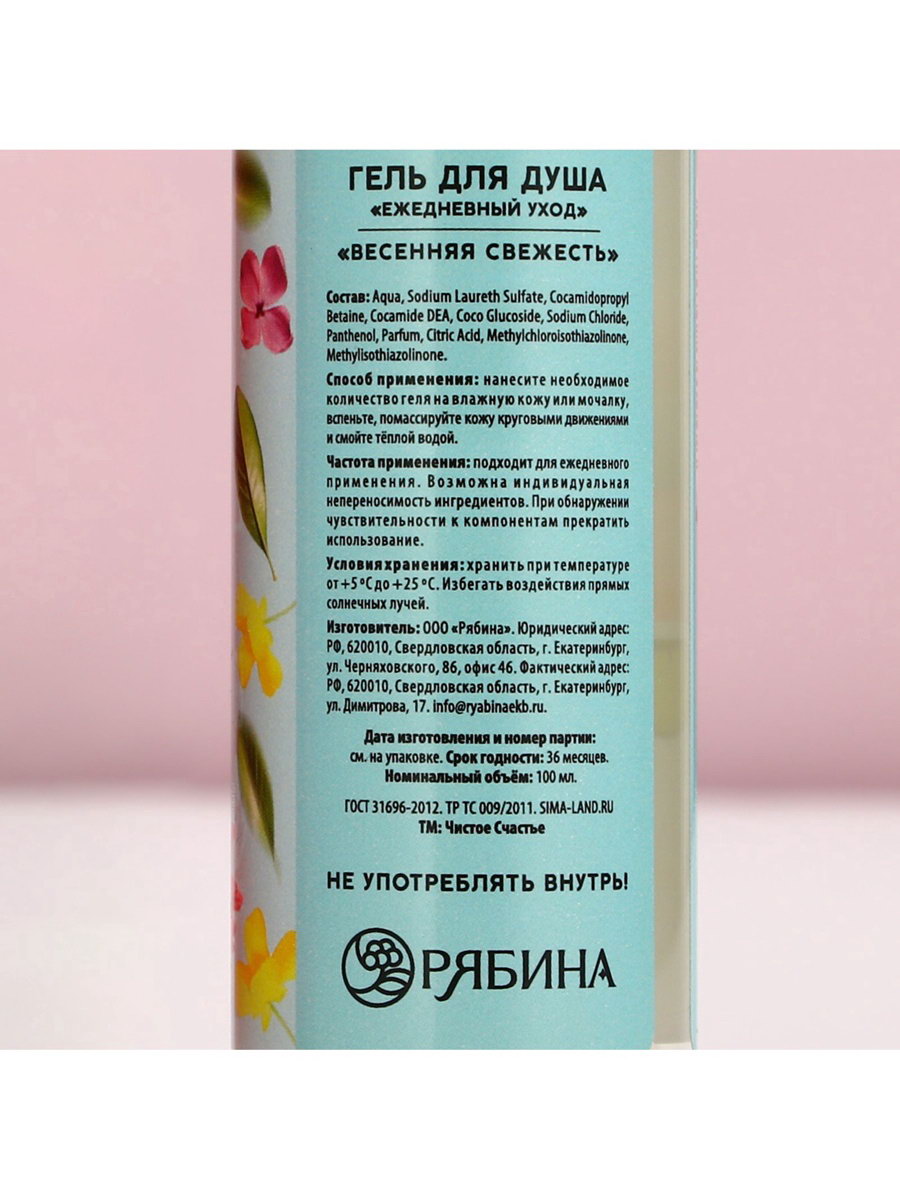 ГЕЛЬ ДЛЯ ДУША
«ЕЖЕДНЕВНЫЙ УХОД»
«ВЕСЕННЯЯ СВЕЖЕСТЬ»
Состав: Aqua, Sodium Laureth Sulfate, Cocamidopropyl
Betaine, Cocamide DEA, Coco Glucoside, Sodium Chloride,
Panthenol, Parfum, Citric Acid, Methylchloroisothiazolinone,
Methylisothiazolinone.
Способ применения: нанесите необходимое
количество геля на влажную кожу или мочалку,
вспеньте, помассируйте кожу круговыми движениями
и смойте тёплой водой.
Частота применения: подходит для ежедневного
применения. Возможна индивидуальная
непереносимость ингредиентов. При обнаружении
чувствительности к компонентам прекратить
использование.
Условия хранения: хранить при температуре
от +5 °С до +25 °С. Избегать воздействия прямых
солнечных лучей.
Изготовитель: ООО «Рябина». Юридический адрес:
РФ, 620010, Свердловская область, г. Екатеринбург,
ул. Черняховского, 86, офис 46. Фактический адрес:
РФ, 620010, Свердловская область, г. Екатеринбург,
ул. Димитрова, 17. info@ryabinaekb.ru.
Дата изготовления и номер партии:
см. на упаковке. Срок годности: 36 месяцев.
Номинальный объём: 100 мл.
ГОСТ 31696-2012. ТР ТС 009/2011. SIMA-LAND.RU
ТМ: Чистое Счастье
НЕ УПОТРЕБЛЯТЬ ВНУТРЬ!
РЯБИНА